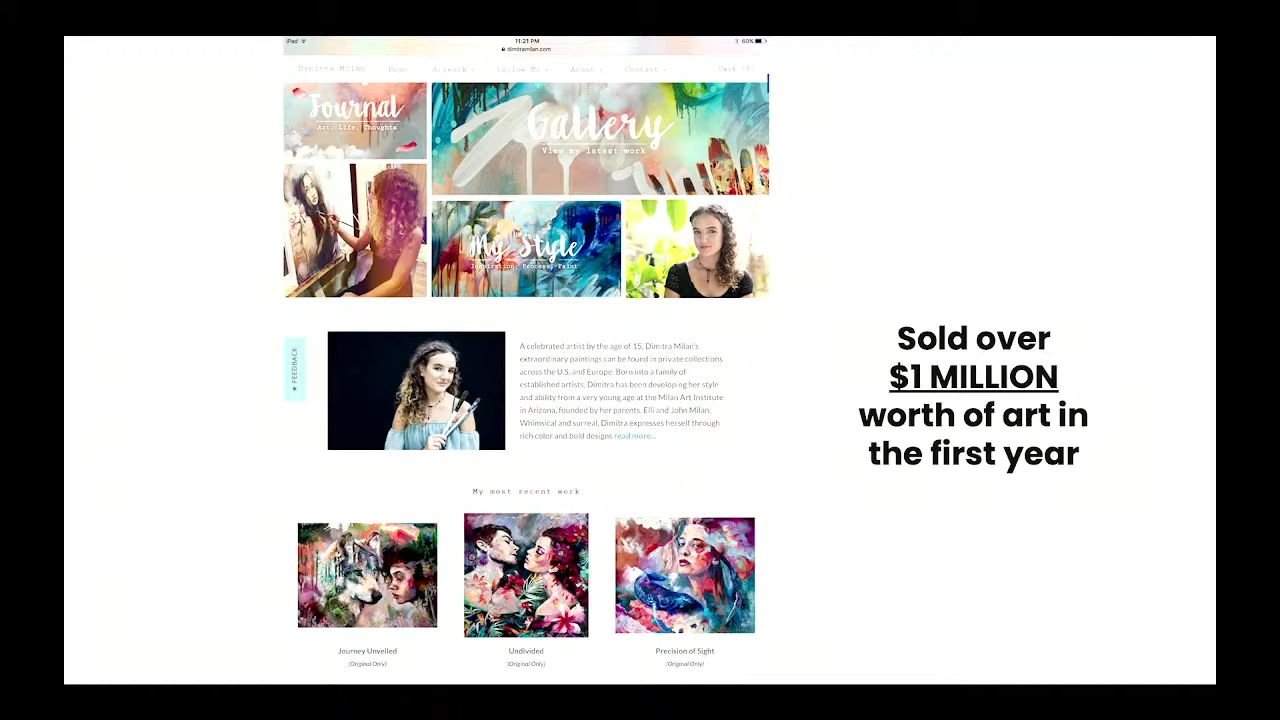 iPad
11:21 PM
60%
dimitramilan.com
Dimitra Milan
Home
Artwork
Follow Me
About
Contact
Cart (0)
Journal
Art, Life, Thoughts
Gallery
View my latest work
My Style
Inspiration, Process, Paint
★ FEEDBACK
A celebrated artist by the age of 15, Dimitra Milan's
extraordinary paintings can be found in private collections
across the U.S. and Europe. Born into a family of
established artists, Dimitra has been developing her style
and ability from a very young age at the Milan Art Institute
in Arizona, founded by her parents, Elli and John Milan.
Whimsical and surreal, Dimitra expresses herself through
rich color and bold designs read more...
Sold over
$1 MILLION
worth of art in
the first year
My most recent work
Journey Unveiled
(Original Only)
Undivided
(Original Only)
Precision of Sight
(Original Only)